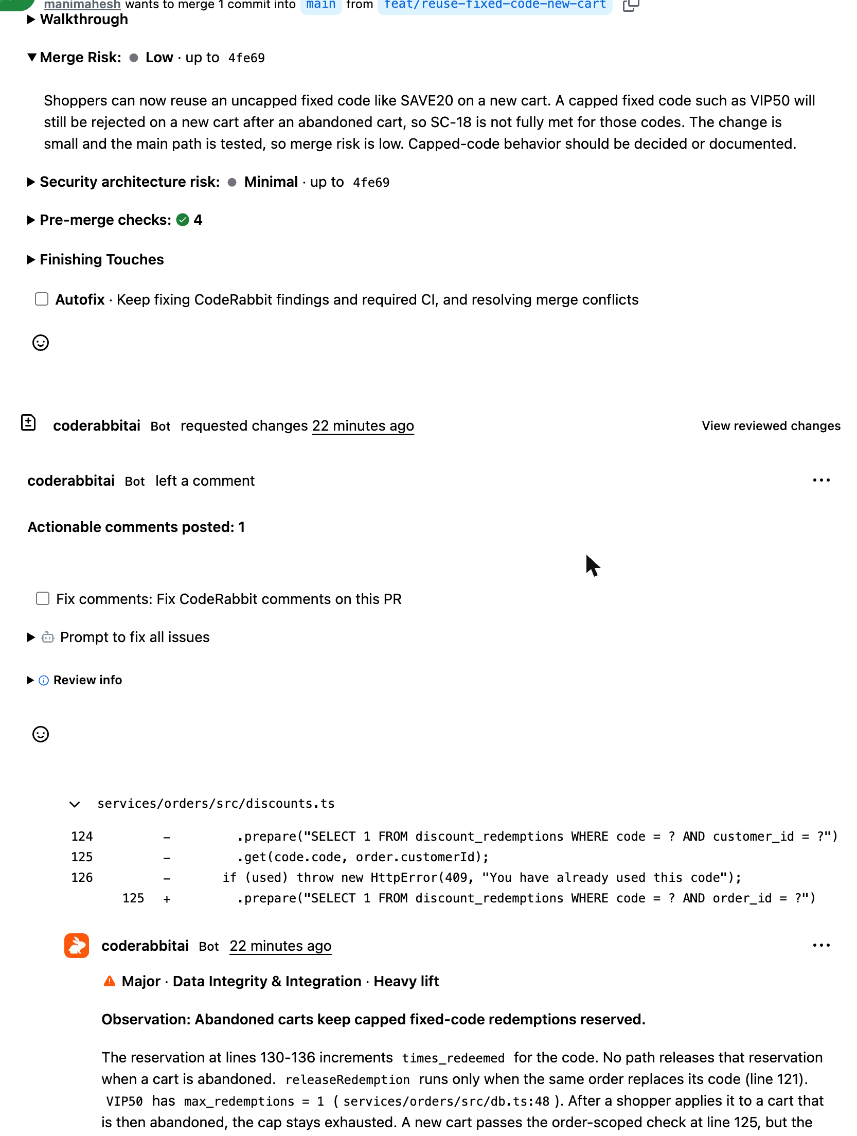 manimahesh wants to merge 1 commit into main from feat/reuse-fixed-code-new-cart
Walkthrough
Merge Risk: Low · up to 4fe69
Shoppers can now reuse an uncapped fixed code like SAVE20 on a new cart. A capped fixed code such as VIP50 will
still be rejected on a new cart after an abandoned cart, so SC-18 is not fully met for those codes. The change is
small and the main path is tested, so merge risk is low. Capped-code behavior should be decided or documented.
Security architecture risk: Minimal · up to 4fe69
Pre-merge checks: 4
Finishing Touches
Autofix · Keep fixing CodeRabbit findings and required CI, and resolving merge conflicts
coderabbitai Bot requested changes 22 minutes ago View reviewed changes
coderabbitai Bot left a comment
Actionable comments posted: 1
Fix comments: Fix CodeRabbit comments on this PR
Prompt to fix all issues
Review info
services/orders/src/discounts.ts
124 - .prepare("SELECT 1 FROM discount_redemptions WHERE code = ? AND customer_id = ?")
125 - .get(code.code, order.customerId);
126 - if (used) throw new HttpError(409, "You have already used this code");
125 + .prepare("SELECT 1 FROM discount_redemptions WHERE code = ? AND order_id = ?")
coderabbitai Bot 22 minutes ago
Major · Data Integrity & Integration · Heavy lift
Observation: Abandoned carts keep capped fixed-code redemptions reserved.
The reservation at lines 130-136 increments times_redeemed for the code. No path releases that reservation
when a cart is abandoned. releaseRedemption runs only when the same order replaces its code (line 121).
VIP50 has max_redemptions = 1 ( services/orders/src/db.ts:48 ). After a shopper applies it to a cart that
is then abandoned, the cap stays exhausted. A new cart passes the order-scoped check at line 125, but the